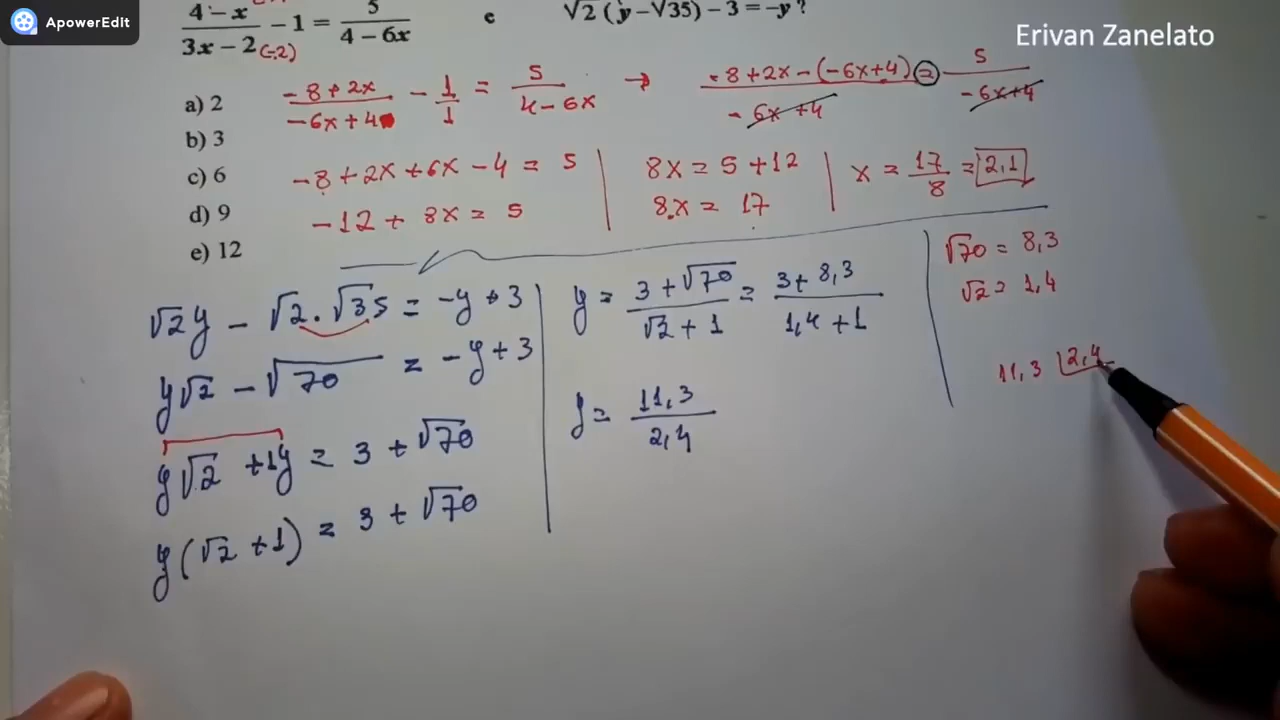 ApowerEdit
Erivan Zanelato
4 - x / 3x - 2 - 1 = 5 / 4 - 6x e √2 (y - √35) - 3 = -y ?
(-2)
a) 2
b) 3
c) 6
d) 9
e) 12
-8 + 2x / -6x + 4 - 1/1 = 5 / 4 - 6x → -8 + 2x - (-6x + 4) / -6x + 4 = 5 / -6x + 4
-8 + 2x + 6x - 4 = 5
-12 + 8x = 5
8x = 5 + 12
8.x = 17
x = 17/8 = 2,1
√2y - √2 . √35 = -y + 3
y√2 - √70 = -y + 3
y√2 + 1y = 3 + √70
y(√2 + 1) = 3 + √70
y = 3 + √70 / √2 + 1 = 3 + 8,3 / 1,4 + 1
y = 11,3 / 2,4
√70 = 8,3
√2 = 1,4
11,3 2,4